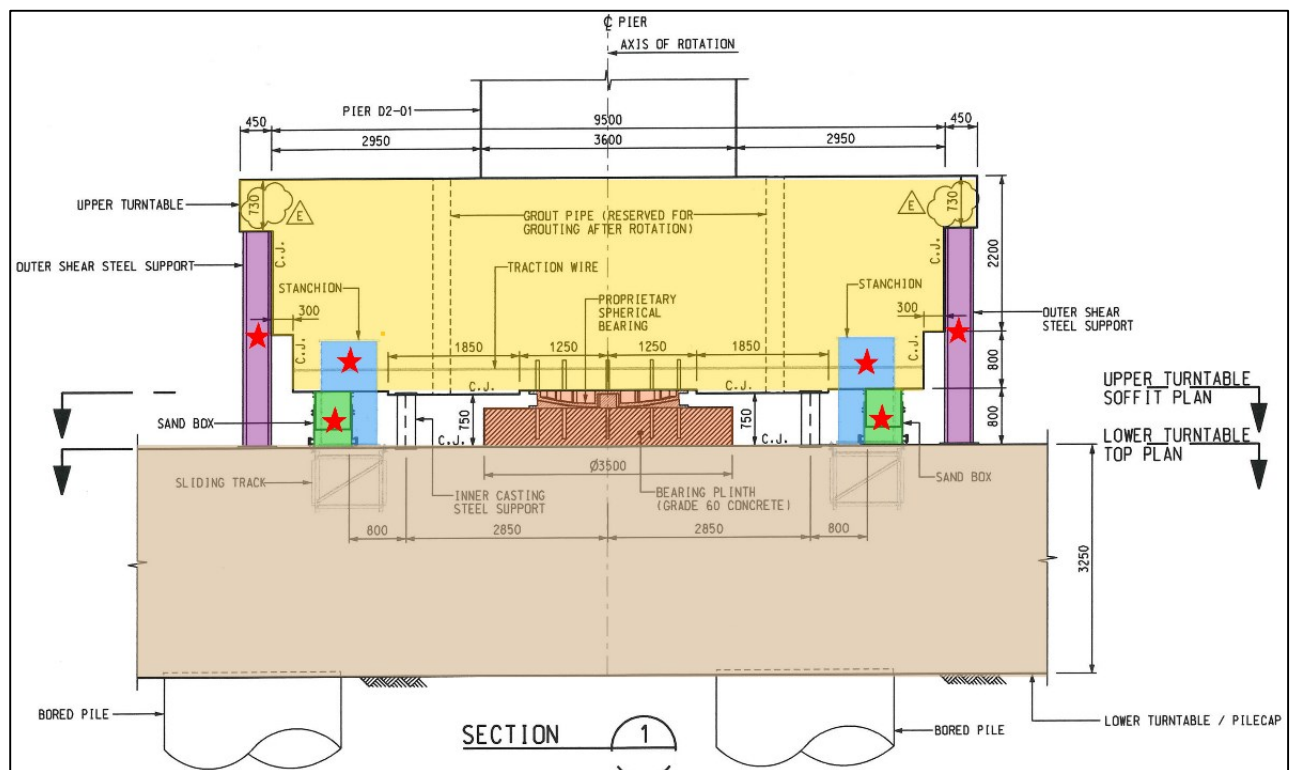 ℄ PIER
AXIS OF ROTATION
PIER D2-01
450
9500
450
2950
3600
2950
UPPER TURNTABLE
730
E
GROUT PIPE (RESERVED FOR
GROUTING AFTER ROTATION)
E
730
2200
C.J.
C.J.
OUTER SHEAR STEEL SUPPORT
TRACTION WIRE
STANCHION
PROPRIETARY
SPHERICAL
BEARING
STANCHION
300
300
OUTER SHEAR
STEEL SUPPORT
C.J.
1850
1250
1250
1850
C.J.
800
C.J.
C.J.
UPPER TURNTABLE
SOFFIT PLAN
SAND BOX
750
750
800
C.J.
C.J.
LOWER TURNTABLE
TOP PLAN
SLIDING TRACK
Ø3500
SAND BOX
INNER CASTING
STEEL SUPPORT
BEARING PLINTH
(GRADE 60 CONCRETE)
800
2850
2850
800
3250
BORED PILE
SECTION
1
BORED PILE
LOWER TURNTABLE / PILECAP